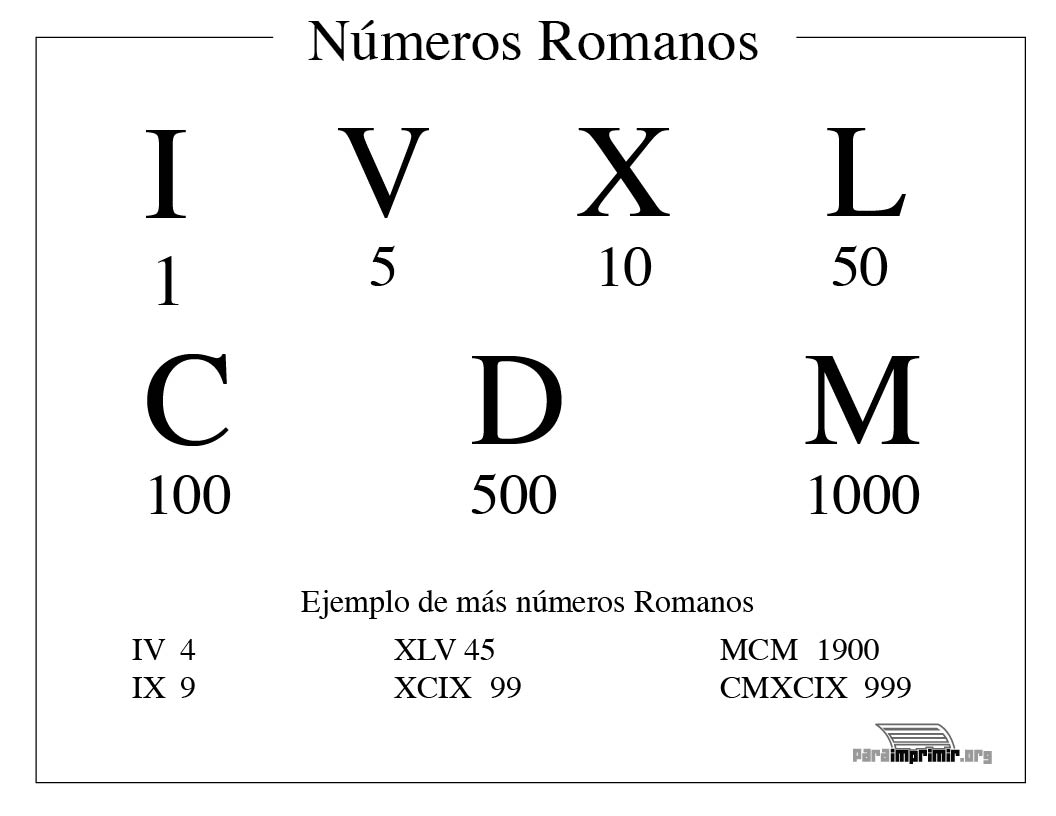 Números Romanos
I V X L
1 5 10 50
C D M
100 500 1000
Ejemplo de más números Romanos
IV 4 XLV 45 MCM 1900
IX 9 XCIX 99 CMXCIX 999
paraimprimir.org